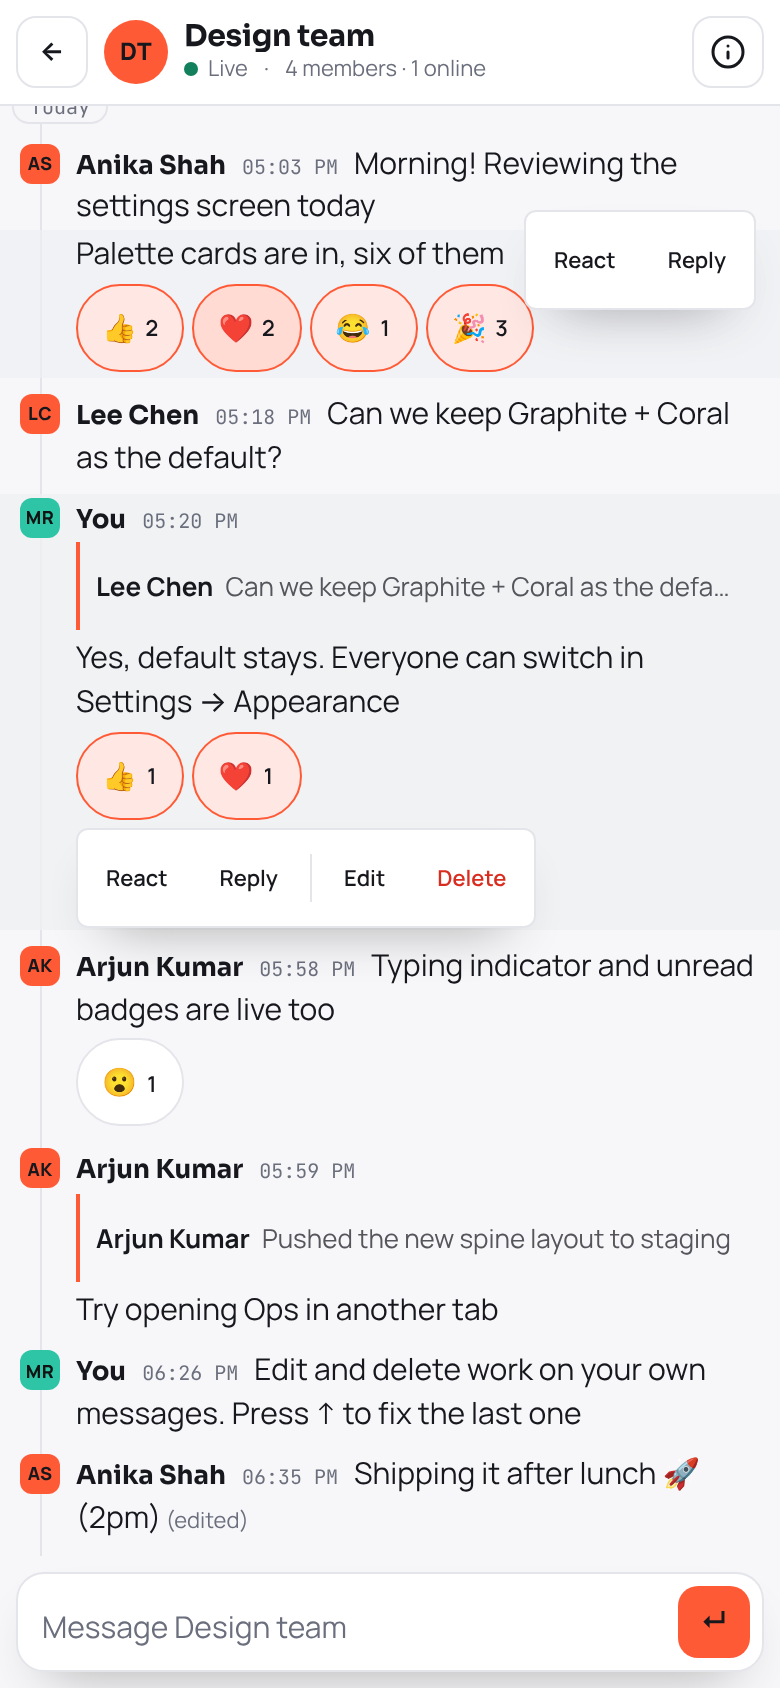 DT
Design team
Live · 4 members · 1 online
Today
AS
Anika Shah 05:03 PM Morning! Reviewing the
settings screen today
Palette cards are in, six of them
React Reply
👍 2 ❤️ 2 😂 1 🎉 3
LC
Lee Chen 05:18 PM Can we keep Graphite + Coral
as the default?
MR
You 05:20 PM
Lee Chen Can we keep Graphite + Coral as the defa...
Yes, default stays. Everyone can switch in
Settings → Appearance
👍 1 ❤️ 1
React Reply Edit Delete
AK
Arjun Kumar 05:58 PM Typing indicator and unread
badges are live too
😮 1
AK
Arjun Kumar 05:59 PM
Arjun Kumar Pushed the new spine layout to staging
Try opening Ops in another tab
MR
You 06:26 PM Edit and delete work on your own
messages. Press ↑ to fix the last one
AS
Anika Shah 06:35 PM Shipping it after lunch 🚀
(2pm) (edited)
Message Design team